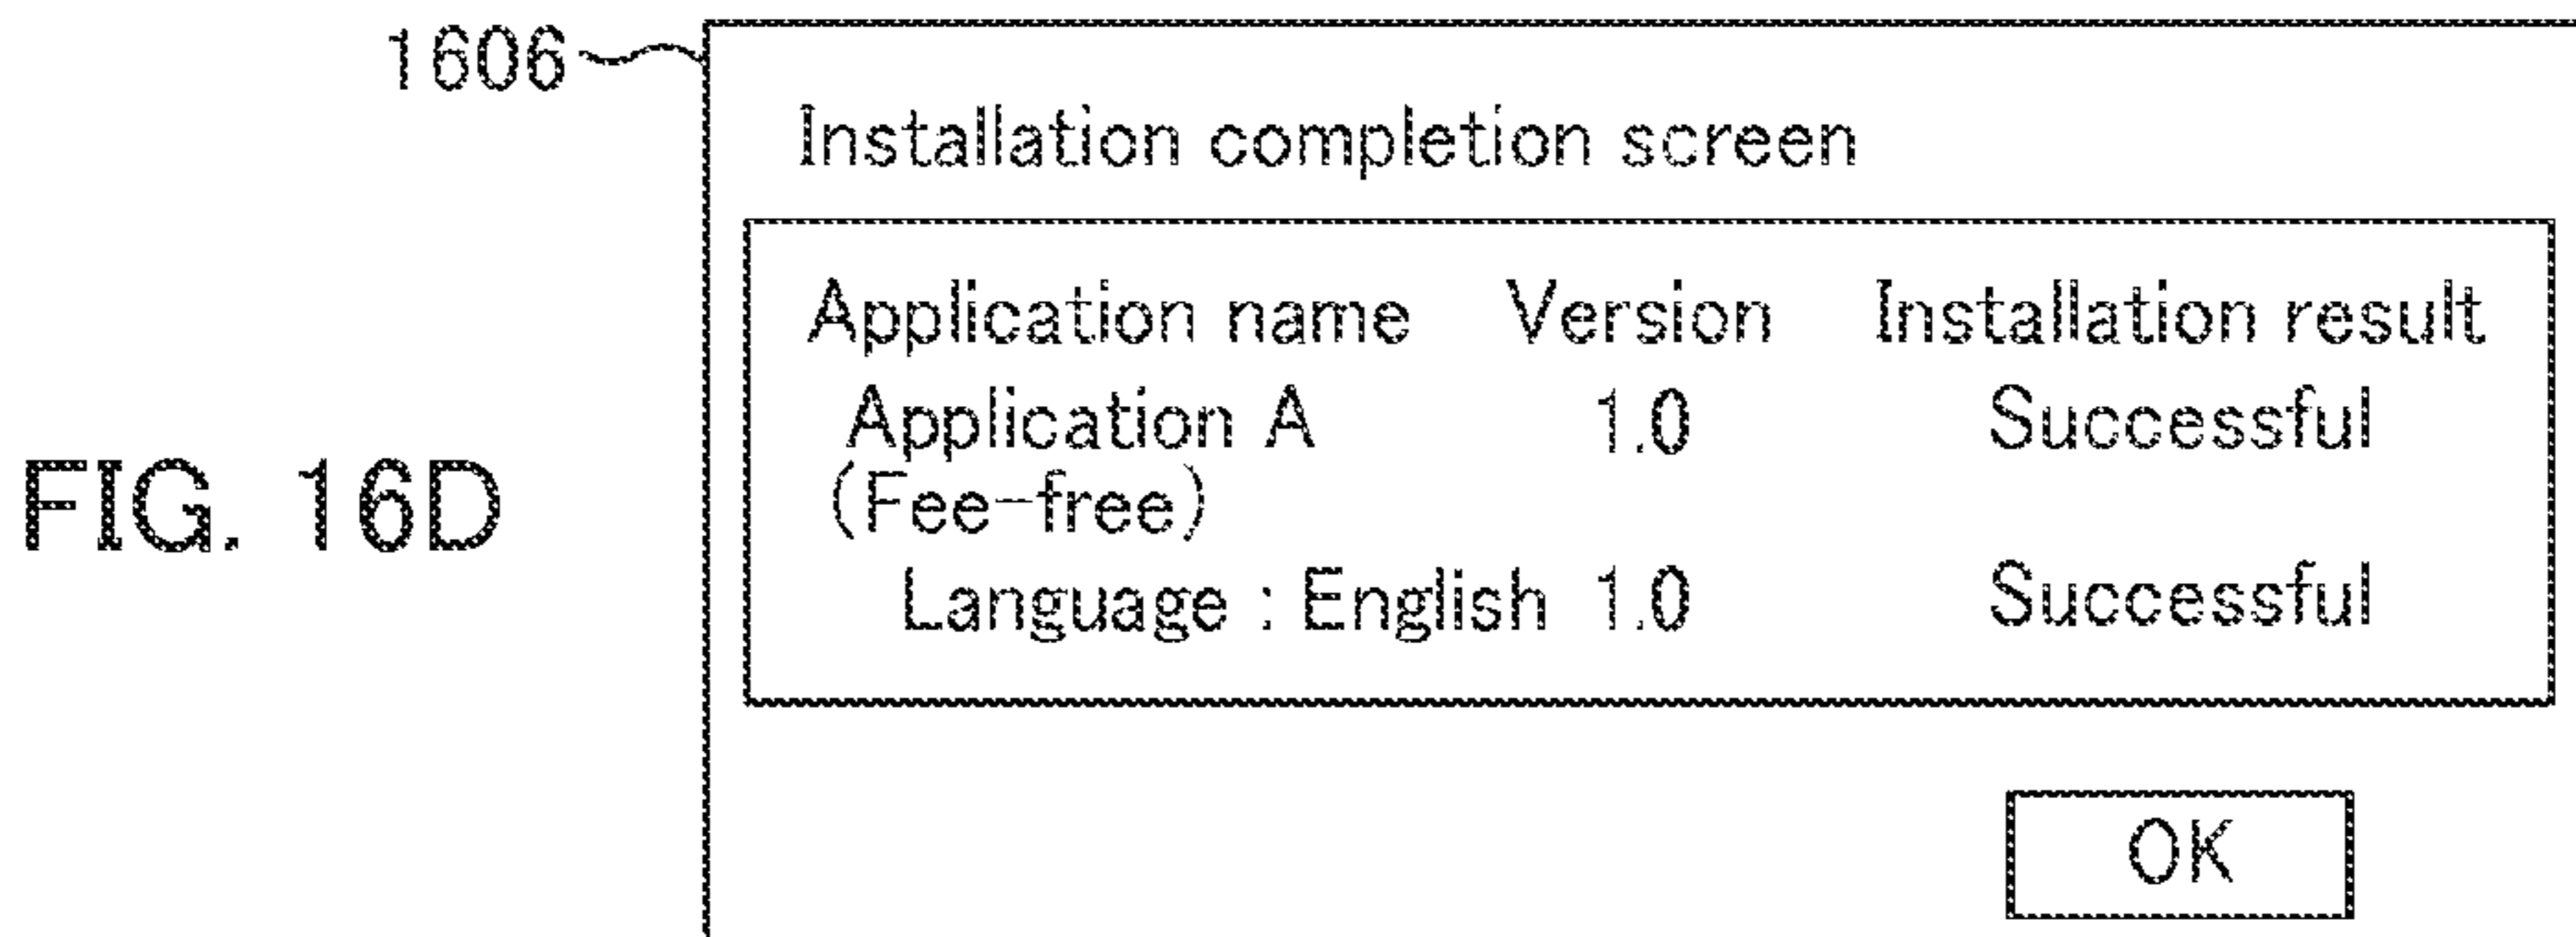 1606
Installation completion screen
Application name Version Installation result
Application A 1.0 Successful
(Fee-free)
FIG. 16D
Language : English 1.0 Successful
OK